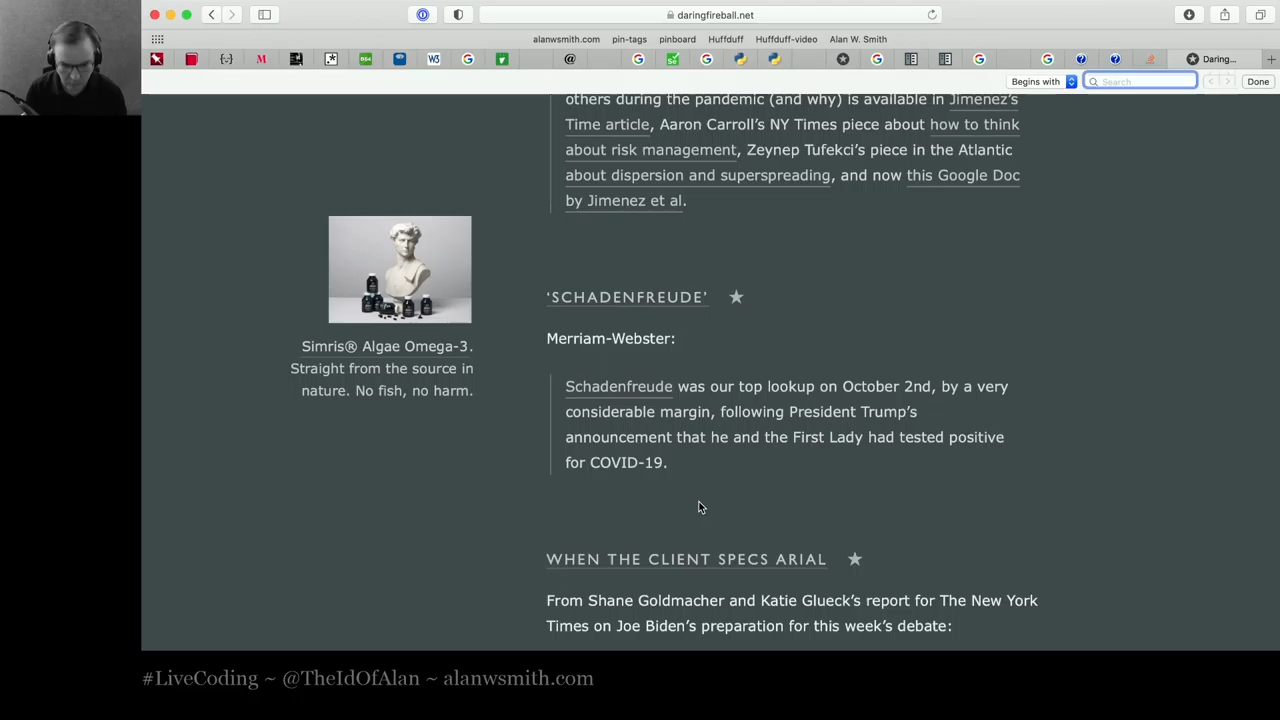 daringfireball.net
alanwsmith.com
pin-tags
pinboard
Huffduff
Huffduff-video
Alan W. Smith
Daring...
Begins with
Search
Done
others during the pandemic (and why) is available in Jimenez’s
Time article, Aaron Carroll’s NY Times piece about how to think
about risk management, Zeynep Tufekci’s piece in the Atlantic
about dispersion and superspreading, and now this Google Doc
by Jimenez et al.
Simris® Algae Omega-3.
Straight from the source in
nature. No fish, no harm.
‘SCHADENFREUDE’ ★
Merriam-Webster:
Schadenfreude was our top lookup on October 2nd, by a very
considerable margin, following President Trump’s
announcement that he and the First Lady had tested positive
for COVID-19.
WHEN THE CLIENT SPECS ARIAL ★
From Shane Goldmacher and Katie Glueck’s report for The New York
Times on Joe Biden’s preparation for this week’s debate:
#LiveCoding ~ @TheIdOfAlan ~ alanwsmith.com